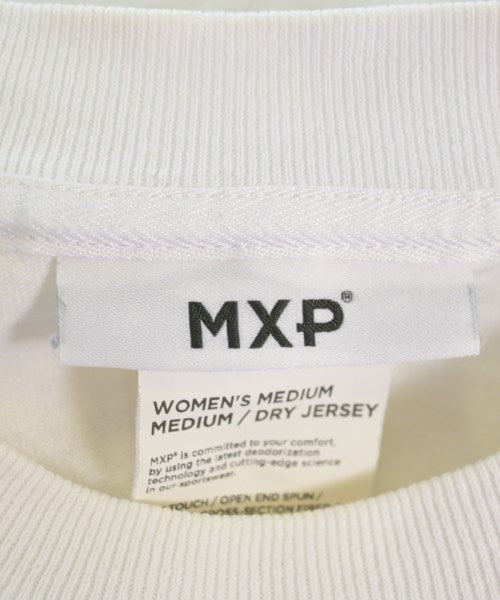 MXP®
WOMEN'S MEDIUM
MEDIUM / DRY JERSEY
MXP® is committed to your comfort,
by using the latest deodorization
technology and cutting-edge science
in our sportswear.
TOUCH / OPEN END SPUN /
CROSS-SECTION FIBER